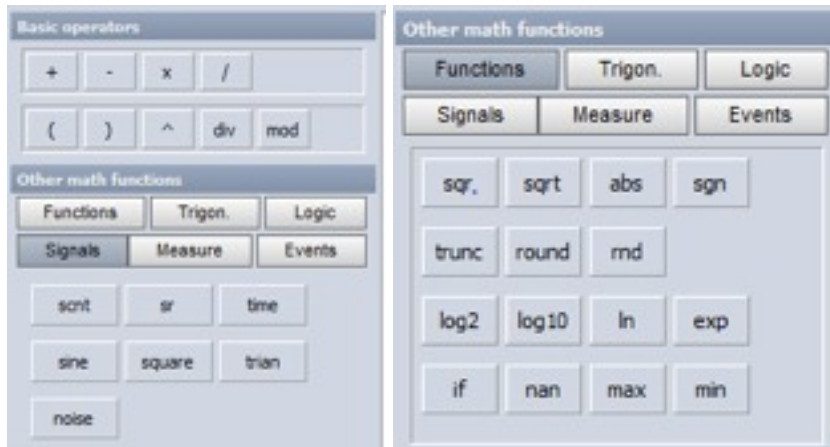 Basic operators
+ - x /
( ) ^ div mod
Other math functions
Functions Trigon. Logic
Signals Measure Events
scnt sr time
sine square trian
noise
Other math functions
Functions Trigon. Logic
Signals Measure Events
sqr. sqrt abs sgn
trunc round rnd
log2 log10 ln exp
if nan max min